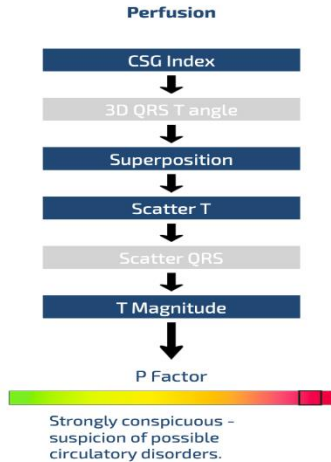 Perfusion
CSG Index
3D QRS T angle
Superposition
Scatter T
Scatter QRS
T Magnitude
P Factor
Strongly conspicuous -
suspicion of possible
circulatory disorders.